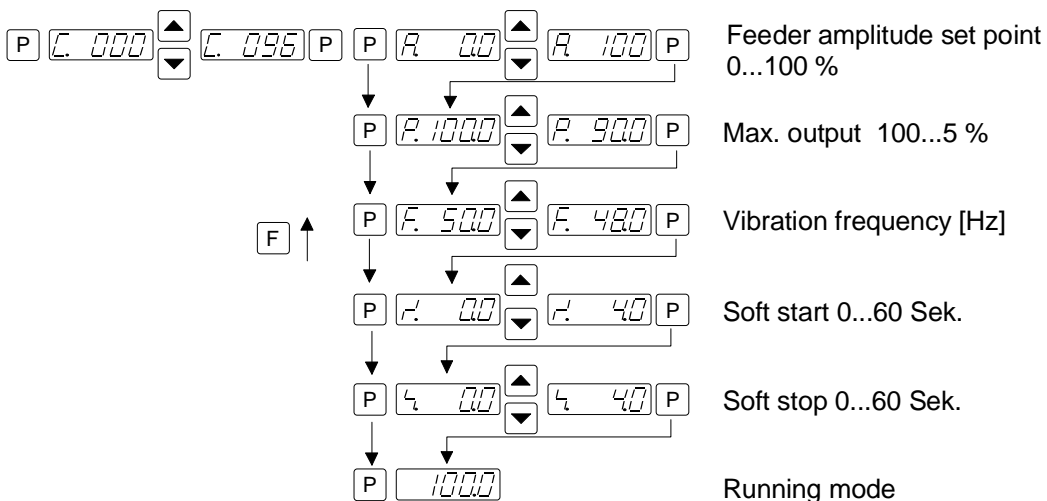 P C. 000 C. 096 P P A. 0.0 A. 10.0 P Feeder amplitude set point
0...100 %
P P. 100.0 P. 90.0 P Max. output 100...5 %
P F. 50.0 F. 48.0 P Vibration frequency [Hz]
F
P r. 0.0 r. 4.0 P Soft start 0...60 Sek.
P 0.0 4.0 P Soft stop 0...60 Sek.
P 100.0 Running mode